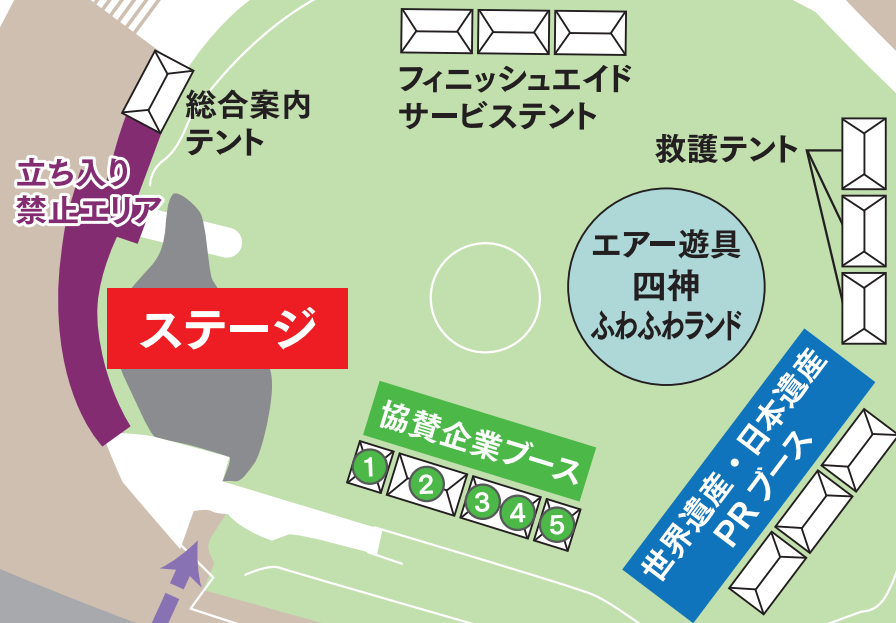 フィニッシュエイド
サービステント
総合案内
テント
救護テント
立ち入り
禁止エリア
エアー遊具
四神
ふわふわランド
ステージ
世界遺産・日本遺産
PRブース
協賛企業ブース
1
2
3
4
5